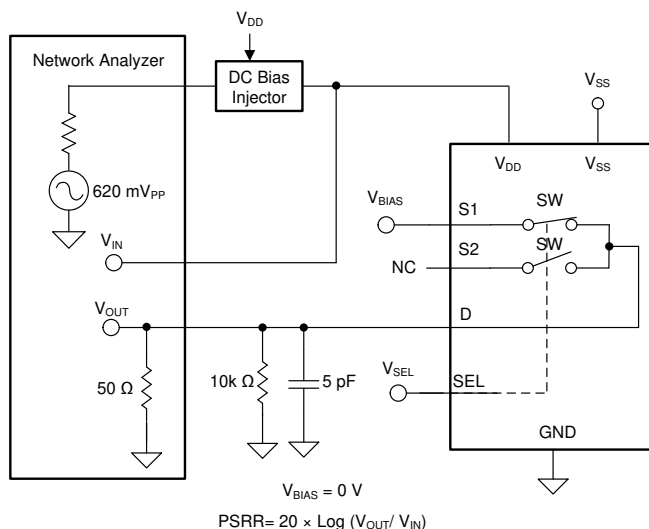 V_DD
Network Analyzer
DC Bias
Injector
V_SS
620 mV_PP
V_DD
V_SS
V_BIAS
S1
SW
V_IN
S2
SW
NC
V_OUT
D
50 Ω
10k Ω
5 pF
V_SEL
SEL
GND
V_BIAS = 0 V
PSRR= 20 × Log (V_OUT/ V_IN)